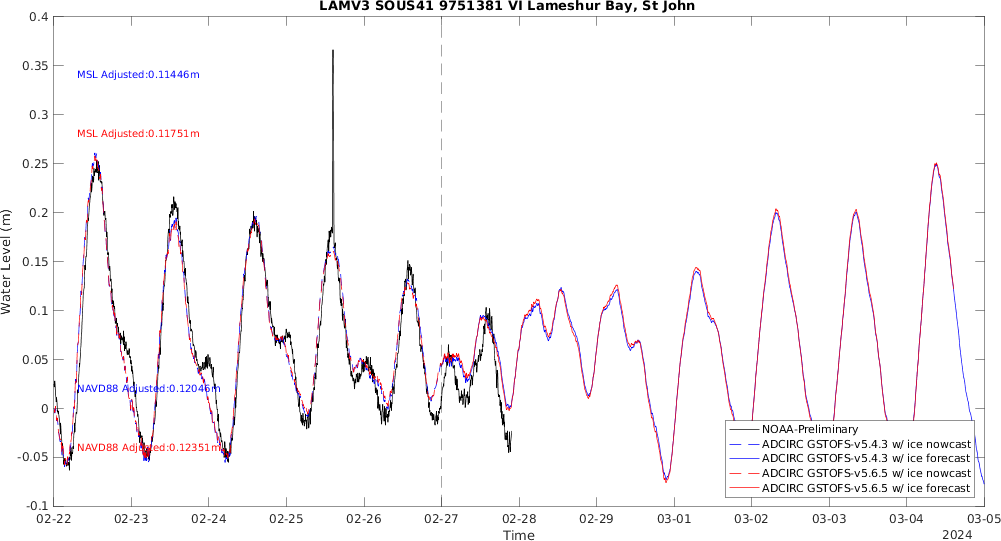 LAMV3 SOUS41 9751381 VI Lameshur Bay, St John
0.4
0.35
0.3
0.25
0.2
0.15
0.1
0.05
0
-0.05
-0.1
Water Level (m)
MSL Adjusted:0.11446m
MSL Adjusted:0.11751m
NAVD88 Adjusted:0.12046m
NAVD88 Adjusted:0.12351m
NOAA-Preliminary
ADCIRC GSTOFS-v5.4.3 w/ ice nowcast
ADCIRC GSTOFS-v5.4.3 w/ ice forecast
ADCIRC GSTOFS-v5.6.5 w/ ice nowcast
ADCIRC GSTOFS-v5.6.5 w/ ice forecast
02-22 02-23 02-24 02-25 02-26 02-27 02-28 02-29 03-01 03-02 03-03 03-04 03-05
Time
2024